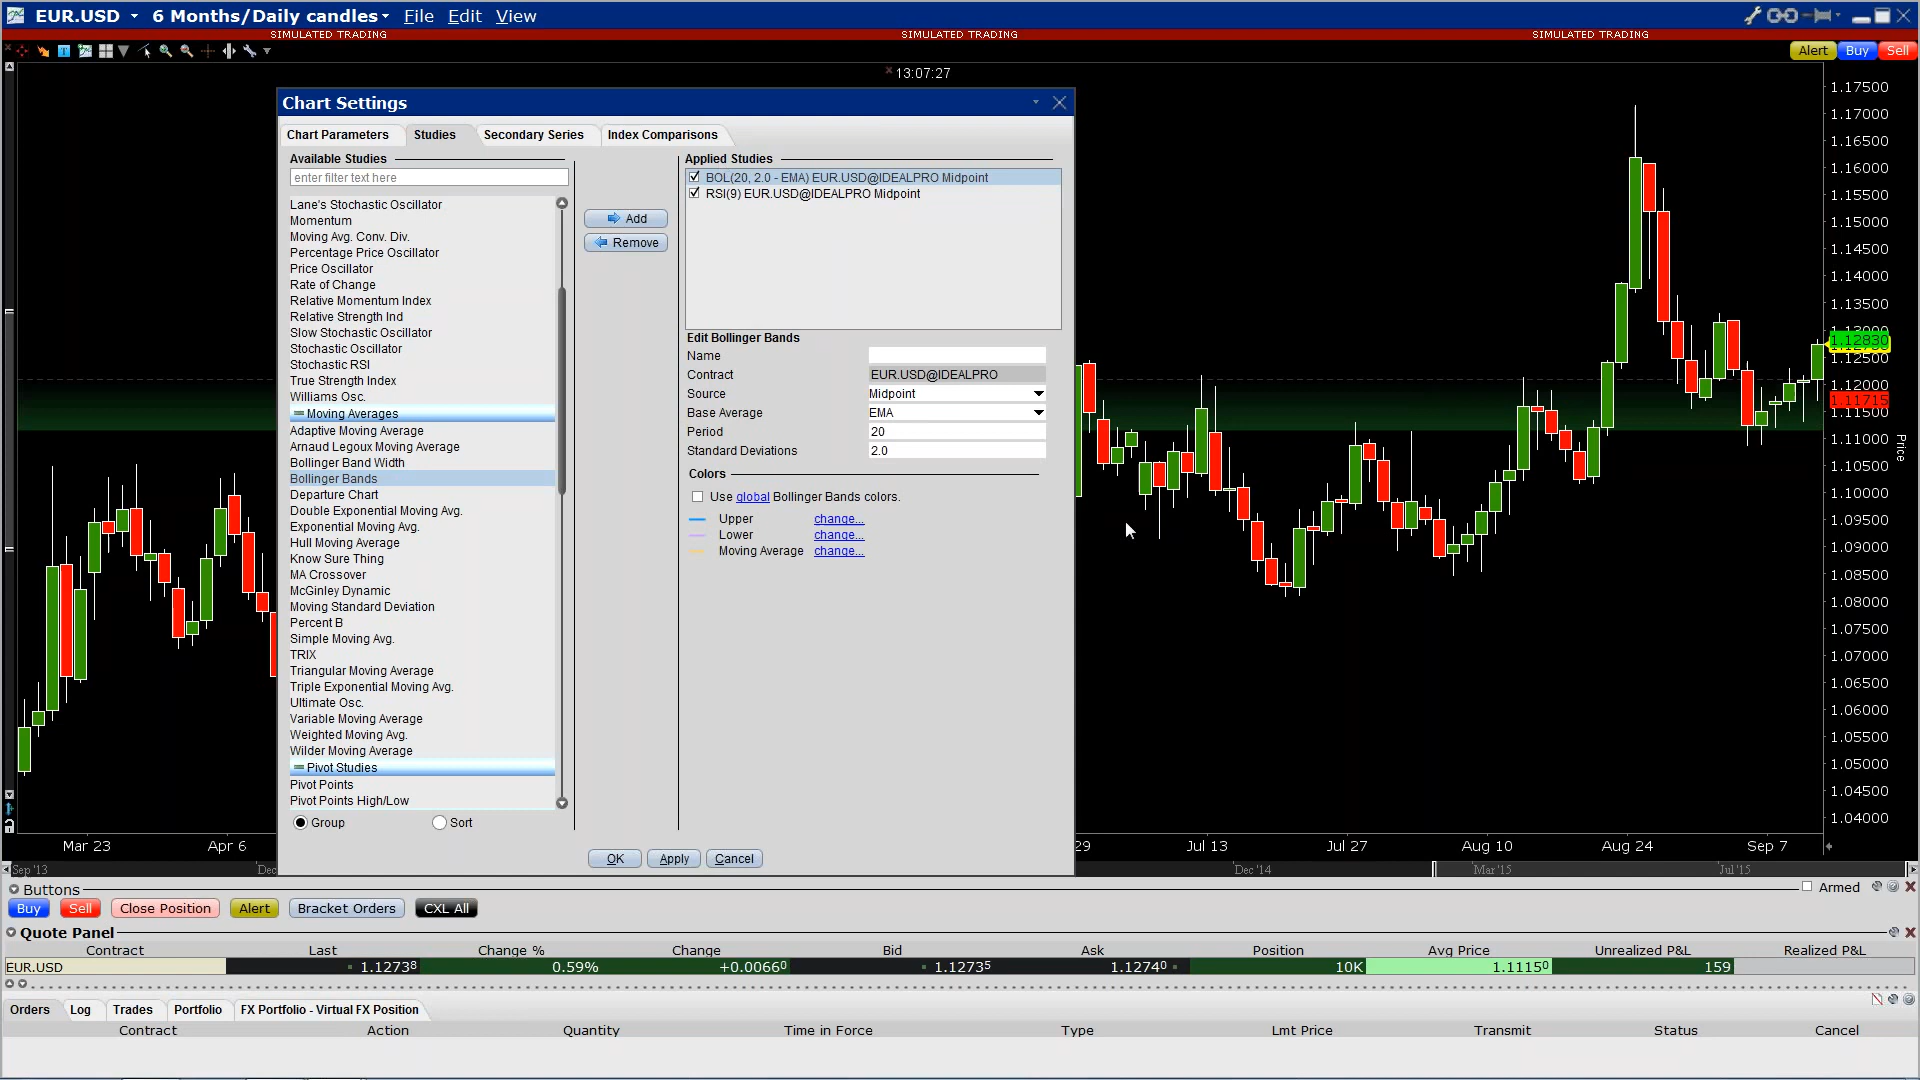 EUR.USD 6 Months/Daily candles File Edit View
SIMULATED TRADING SIMULATED TRADING SIMULATED TRADING
Alert Buy Sell
13:07:27
Chart Settings
Chart Parameters Studies Secondary Series Index Comparisons
Available Studies
enter filter text here
Lane's Stochastic Oscillator
Momentum
Moving Avg. Conv. Div.
Percentage Price Oscillator
Price Oscillator
Rate of Change
Relative Momentum Index
Relative Strength Ind
Slow Stochastic Oscillator
Stochastic Oscillator
Stochastic RSI
True Strength Index
Williams Osc.
Moving Averages
Adaptive Moving Average
Arnaud Legoux Moving Average
Bollinger Band Width
Bollinger Bands
Departure Chart
Double Exponential Moving Avg.
Exponential Moving Avg.
Hull Moving Average
Know Sure Thing
MA Crossover
McGinley Dynamic
Moving Standard Deviation
Percent B
Simple Moving Avg.
TRIX
Triangular Moving Average
Triple Exponential Moving Avg.
Ultimate Osc.
Variable Moving Average
Weighted Moving Avg.
Wilder Moving Average
Pivot Studies
Pivot Points
Pivot Points High/Low
Group Sort
Add
Remove
Applied Studies
BOL(20, 2.0 - EMA) EUR.USD@IDEALPRO Midpoint
RSI(9) EUR.USD@IDEALPRO Midpoint
Edit Bollinger Bands
Name
Contract EUR.USD@IDEALPRO
Source Midpoint
Base Average EMA
Period 20
Standard Deviations 2.0
Colors
Use global Bollinger Bands colors.
Upper change...
Lower change...
Moving Average change...
OK Apply Cancel
1.17500
1.17000
1.16500
1.16000
1.15500
1.15000
1.14500
1.14000
1.13500
1.13000
1.12830
1.12500
1.12000
1.11715
1.11500
1.11000
1.10500
1.10000
1.09500
1.09000
1.08500
1.08000
1.07500
1.07000
1.06500
1.06000
1.05500
1.05000
1.04500
1.04000
Price
Mar 23 Apr 6 29 Jul 13 Jul 27 Aug 10 Aug 24 Sep 7
Sep '13 Dec Dec '14 Mar '15 Jul '15
Buttons Armed
Buy Sell Close Position Alert Bracket Orders CXL All
Quote Panel
Contract Last Change % Change Bid Ask Position Avg Price Unrealized P&L Realized P&L
EUR.USD 1.12738 0.59% +0.00660 1.12735 1.12740 10K 1.11150 159
Orders Log Trades Portfolio FX Portfolio - Virtual FX Position
Contract Action Quantity Time in Force Type Lmt Price Transmit Status Cancel